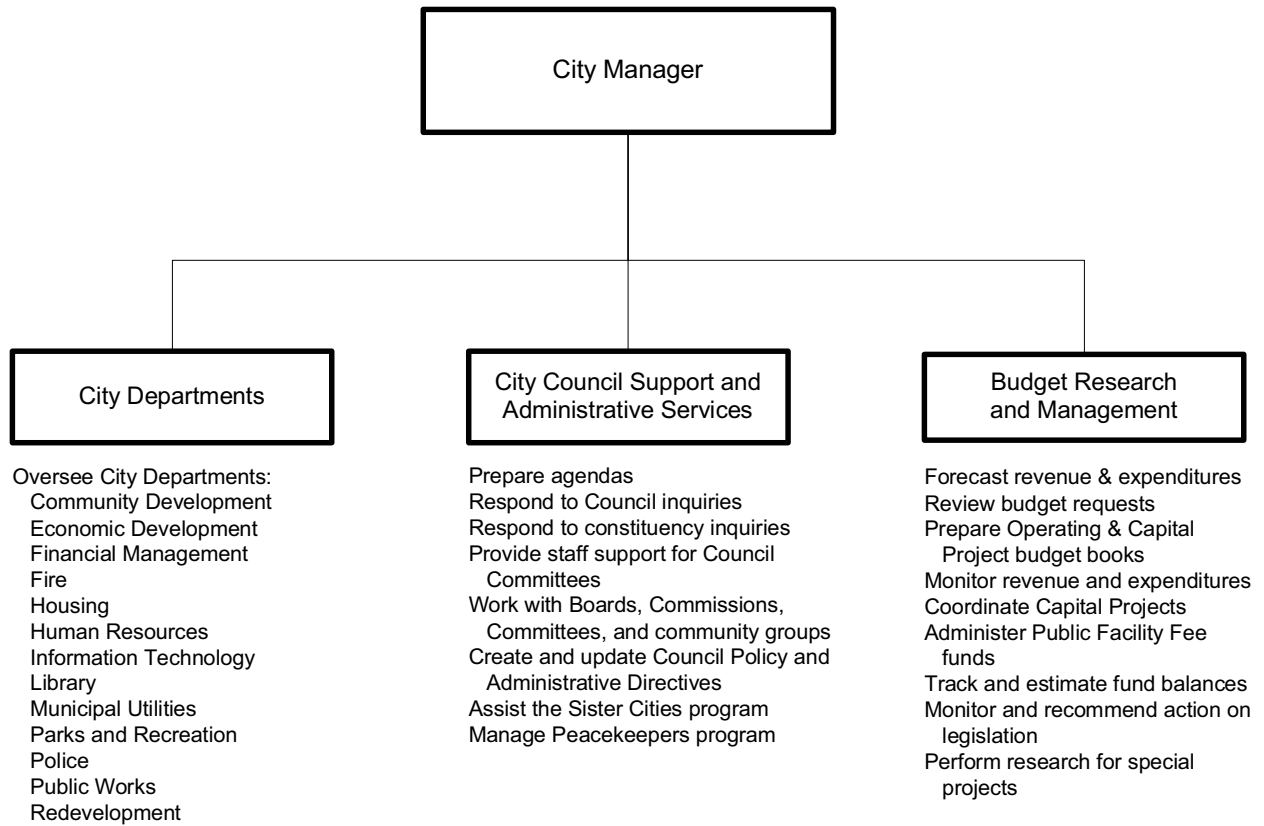 City Manager
City Departments
Oversee City Departments:
Community Development
Economic Development
Financial Management
Fire
Housing
Human Resources
Information Technology
Library
Municipal Utilities
Parks and Recreation
Police
Public Works
Redevelopment
City Council Support and
Administrative Services
Prepare agendas
Respond to Council inquiries
Respond to constituency inquiries
Provide staff support for Council
Committees
Work with Boards, Commissions,
Committees, and community groups
Create and update Council Policy and
Administrative Directives
Assist the Sister Cities program
Manage Peacekeepers program
Budget Research
and Management
Forecast revenue & expenditures
Review budget requests
Prepare Operating & Capital
Project budget books
Monitor revenue and expenditures
Coordinate Capital Projects
Administer Public Facility Fee
funds
Track and estimate fund balances
Monitor and recommend action on
legislation
Perform research for special
projects